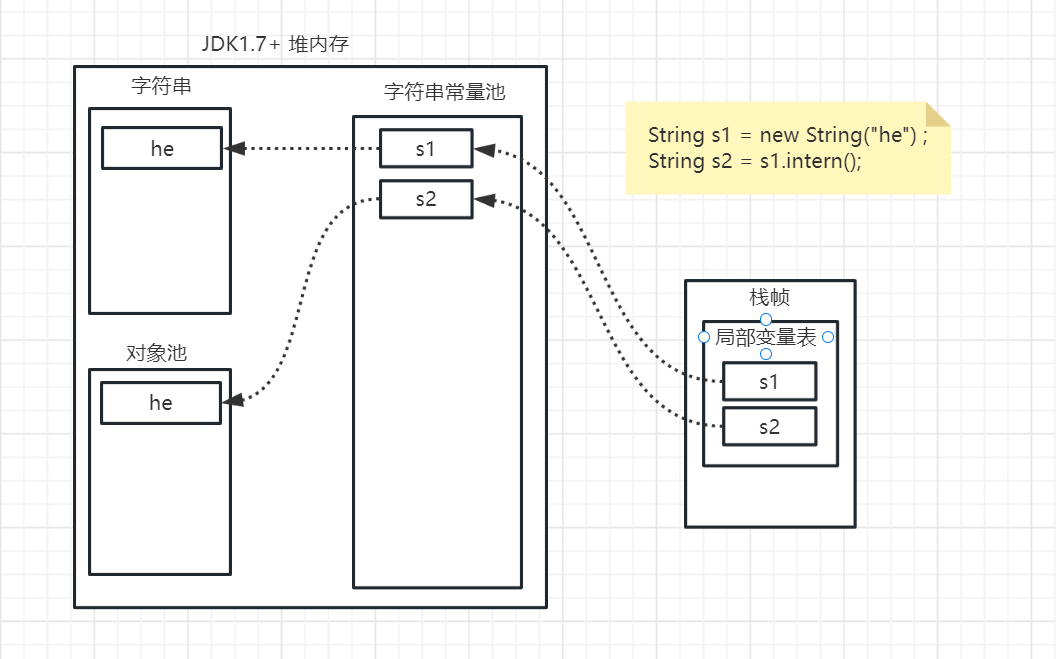 JDK1.7+ 堆内存
字符串
字符串常量池
he
s1
s2
String s1 = new String("he") ;
String s2 = s1.intern();
对象池
he
栈帧
局部变量表
s1
s2